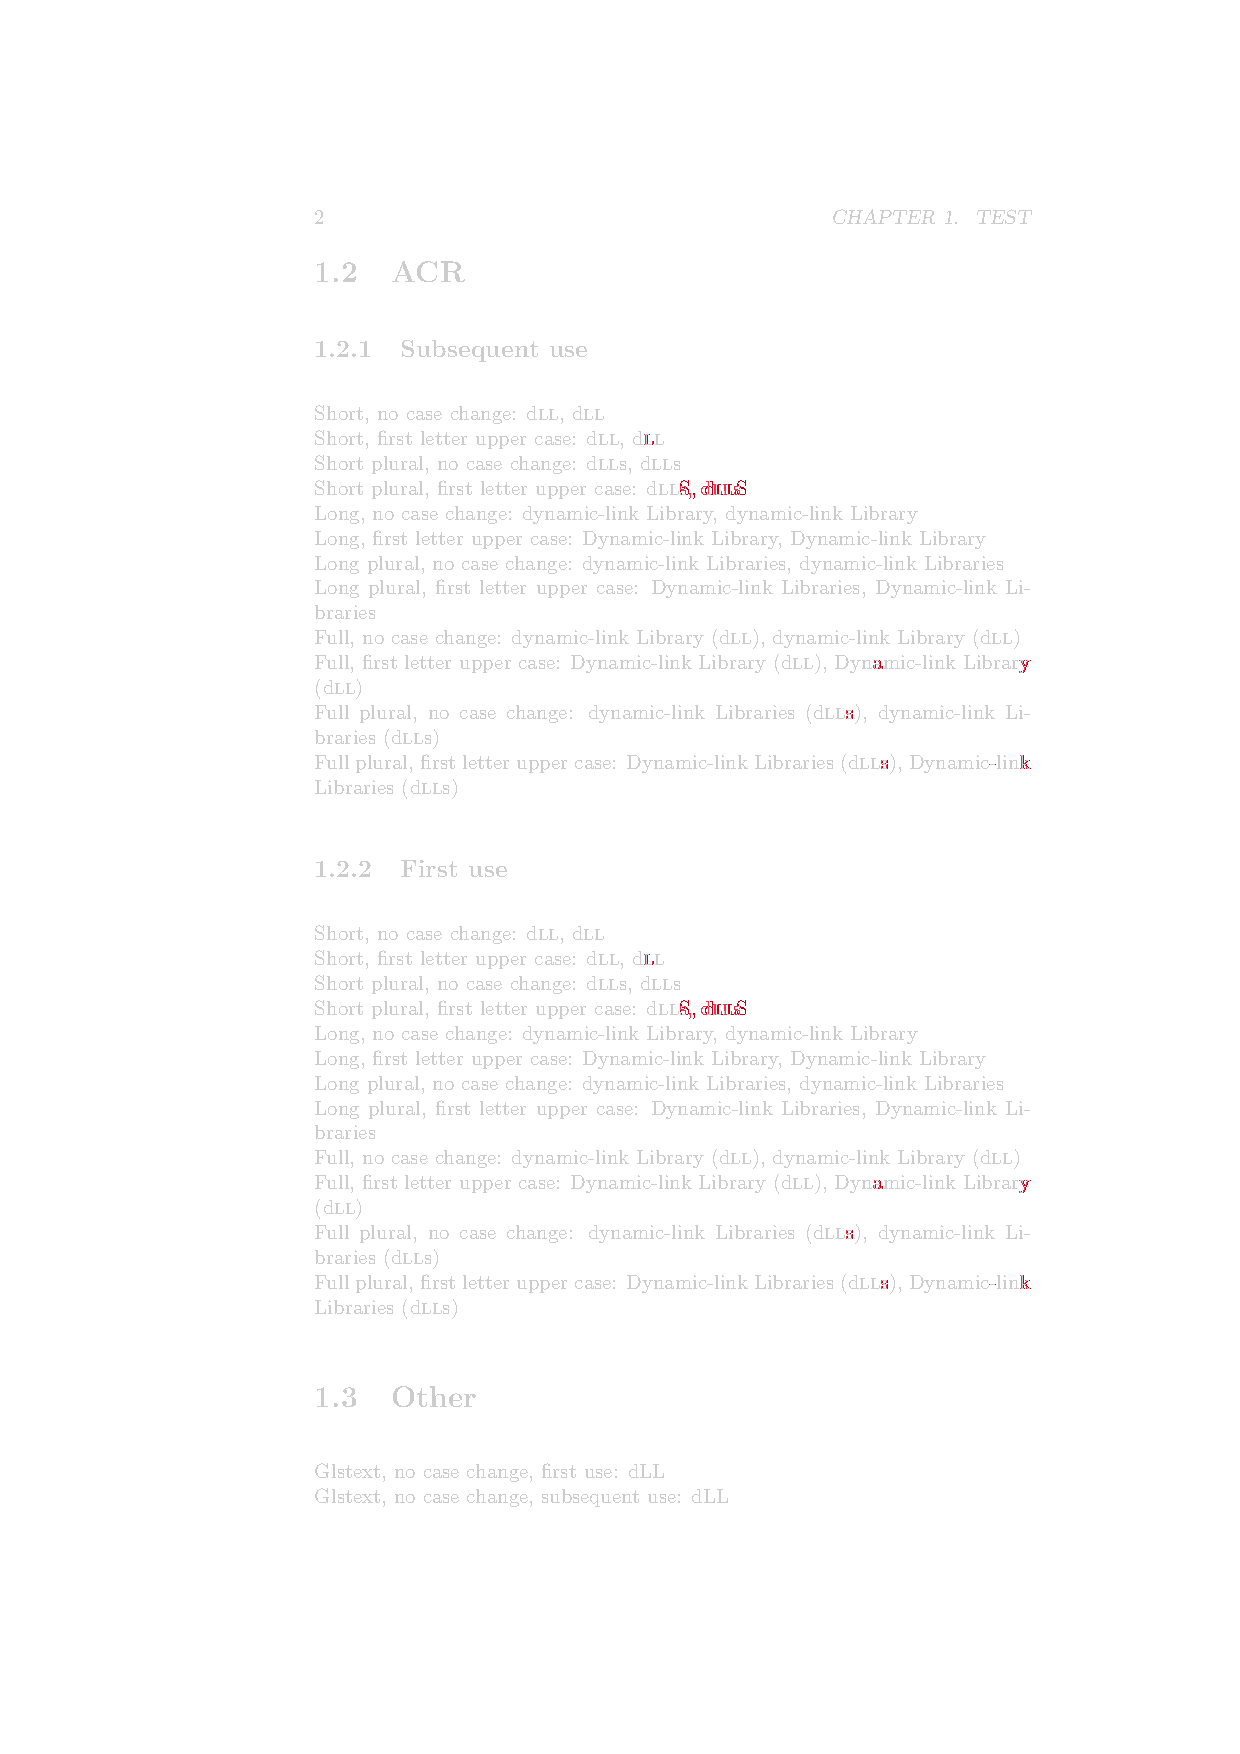 2 CHAPTER 1. TEST
1.2 ACR
1.2.1 Subsequent use
Short, no case change: dLL, dLL
Short, first letter upper case: dLL, dLL
Short plural, no case change: dLLs, dLLs
Short plural, first letter upper case:
Long, no case change: dynamic-link Library, dynamic-link Library
Long, first letter upper case: Dynamic-link Library, Dynamic-link Library
Long plural, no case change: dynamic-link Libraries, dynamic-link Libraries
Long plural, first letter upper case: Dynamic-link Libraries, Dynamic-link Li-
braries
Full, no case change: dynamic-link Library (dLL), dynamic-link Library (dLL)
Full, first letter upper case: Dynamic-link Library (dLL), Dynamic-link Library
(dLL)
Full plural, no case change: dynamic-link Libraries (dLLs), dynamic-link Li-
braries (dLLs)
Full plural, first letter upper case: Dynamic-link Libraries (dLLs), Dynamic-link
Libraries (dLLs)
1.2.2 First use
Short, no case change: dLL, dLL
Short, first letter upper case: dLL, dLL
Short plural, no case change: dLLs, dLLs
Short plural, first letter upper case:
Long, no case change: dynamic-link Library, dynamic-link Library
Long, first letter upper case: Dynamic-link Library, Dynamic-link Library
Long plural, no case change: dynamic-link Libraries, dynamic-link Libraries
Long plural, first letter upper case: Dynamic-link Libraries, Dynamic-link Li-
braries
Full, no case change: dynamic-link Library (dLL), dynamic-link Library (dLL)
Full, first letter upper case: Dynamic-link Library (dLL), Dynamic-link Library
(dLL)
Full plural, no case change: dynamic-link Libraries (dLLs), dynamic-link Li-
braries (dLLs)
Full plural, first letter upper case: Dynamic-link Libraries (dLLs), Dynamic-link
Libraries (dLLs)
1.3 Other
Glstext, no case change, first use: dLL
Glstext, no case change, subsequent use: dLL